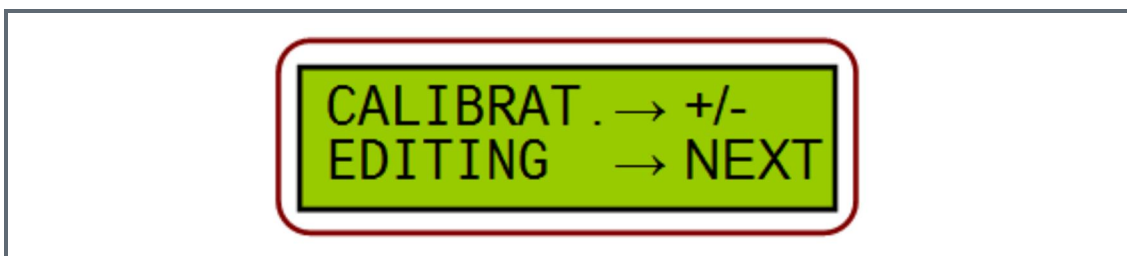 CALIBRAT.→ +/-
EDITING → NEXT